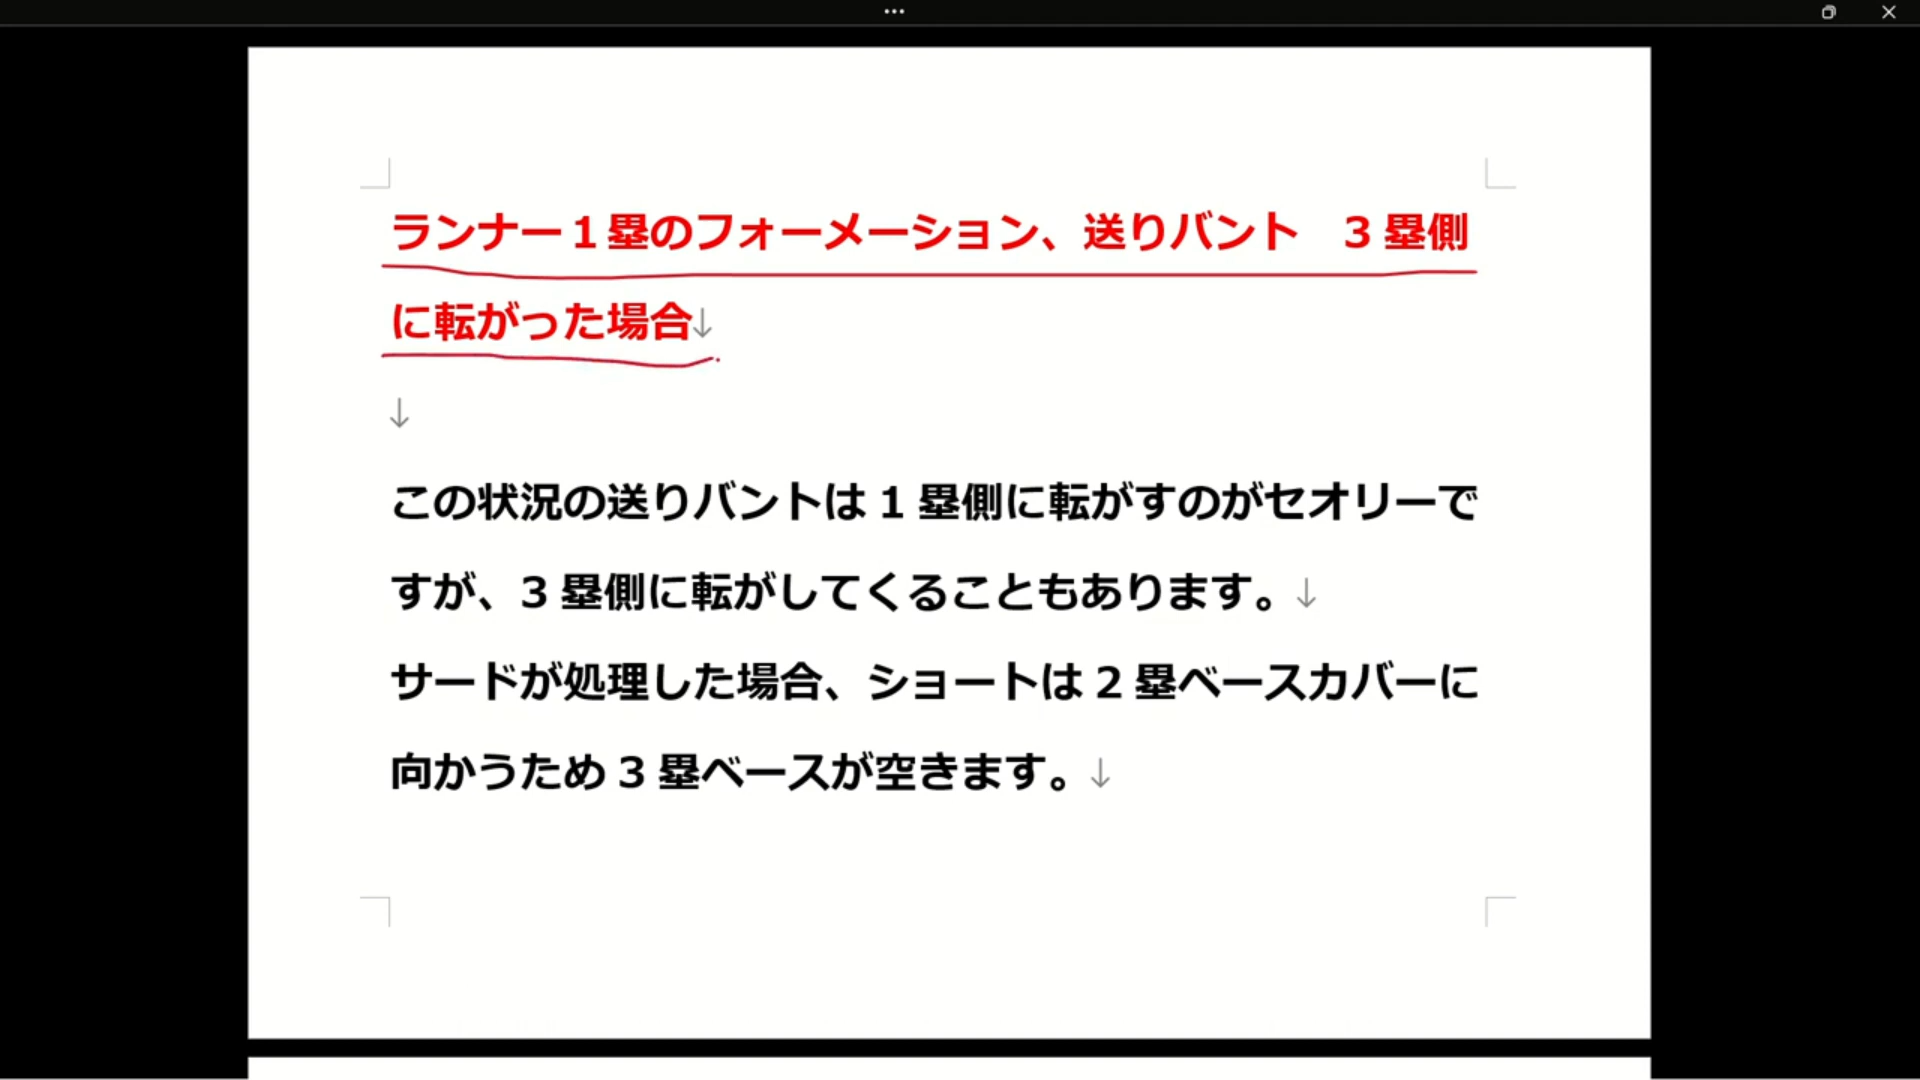 ランナー１塁のフォーメーション、送りバント　３塁側
に転がった場合↓
↓
この状況の送りバントは１塁側に転がすのがセオリーで
すが、３塁側に転がしてくることもあります。↓
サードが処理した場合、ショートは２塁ベースカバーに
向かうため３塁ベースが空きます。↓